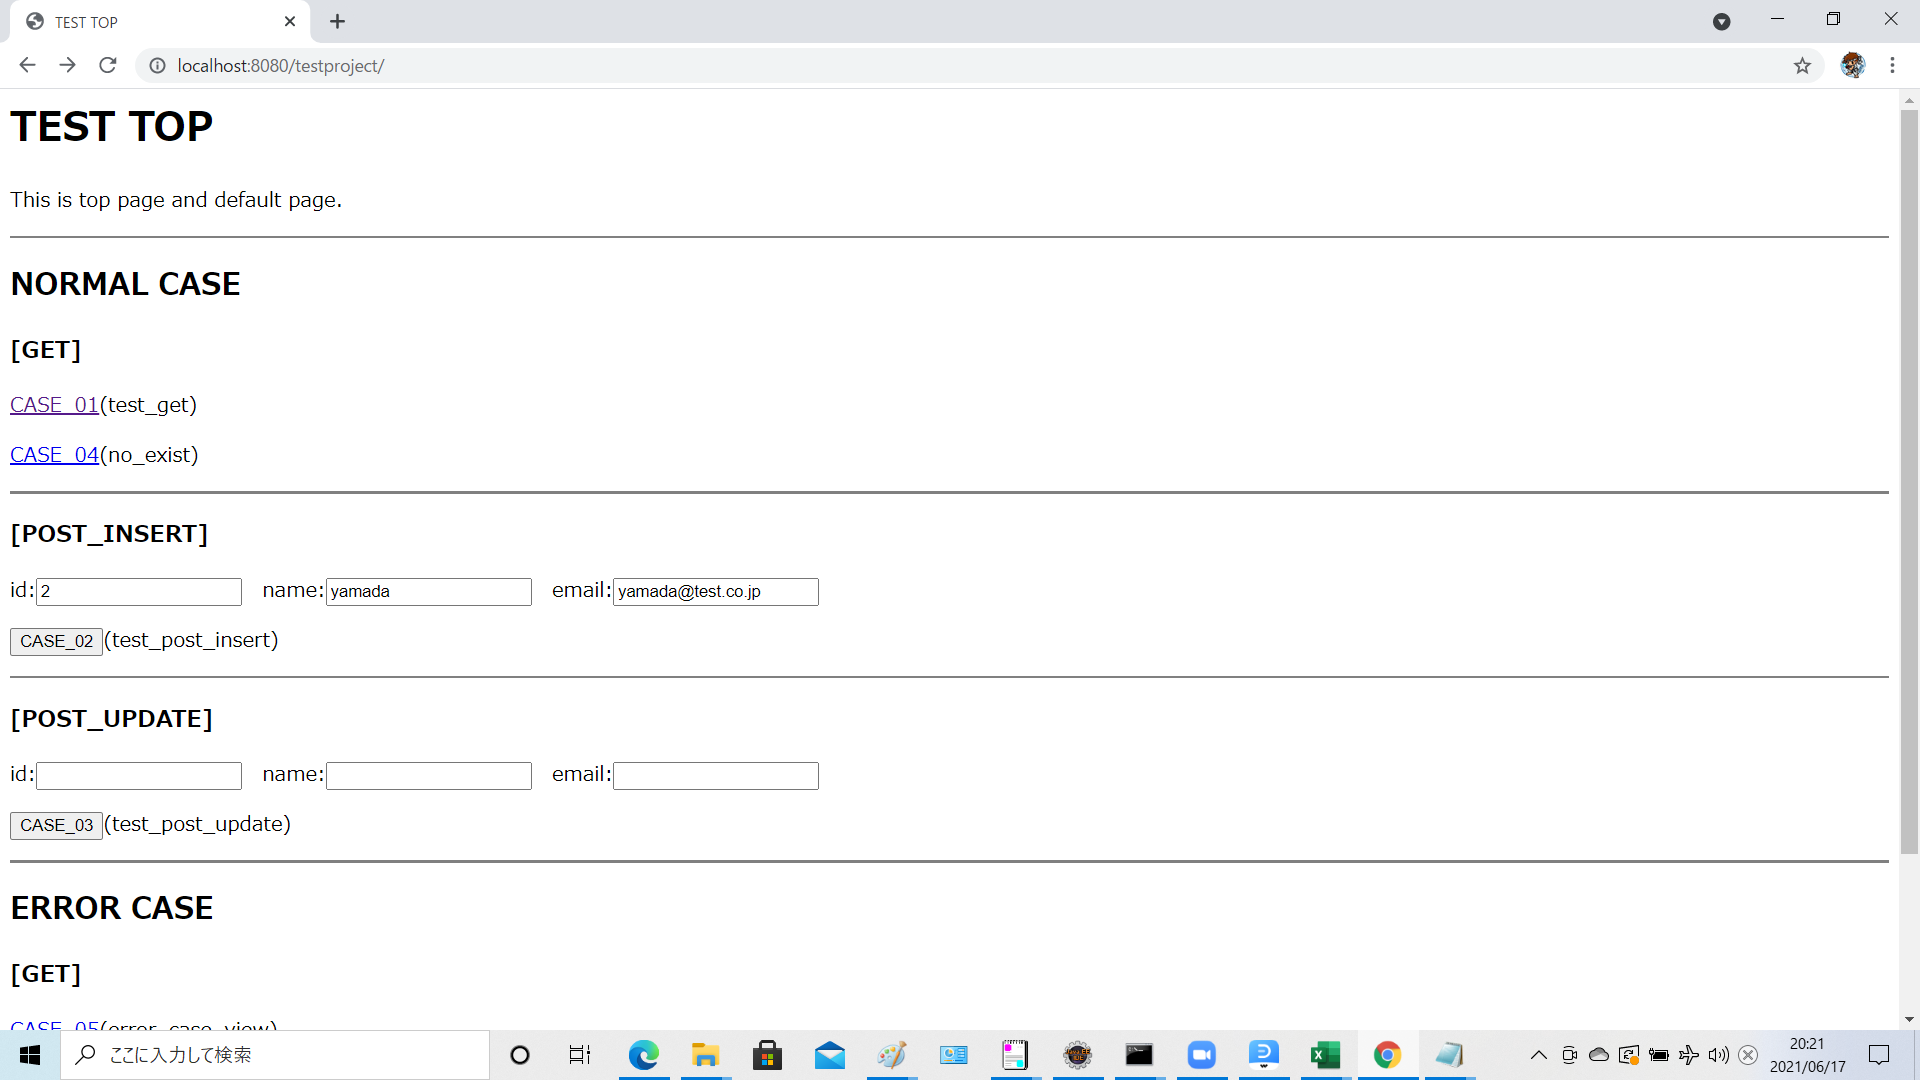 TEST TOP
localhost:8080/testproject/
TEST TOP
This is top page and default page.
NORMAL CASE
[GET]
CASE_01(test_get)
CASE_04(no_exist)
[POST_INSERT]
id:2 name:yamada email:yamada@test.co.jp
CASE_02(test_post_insert)
[POST_UPDATE]
id: name: email:
CASE_03(test_post_update)
ERROR CASE
[GET]
CASE_05(error_case_view)
ここに入力して検索
20:21
2021/06/17